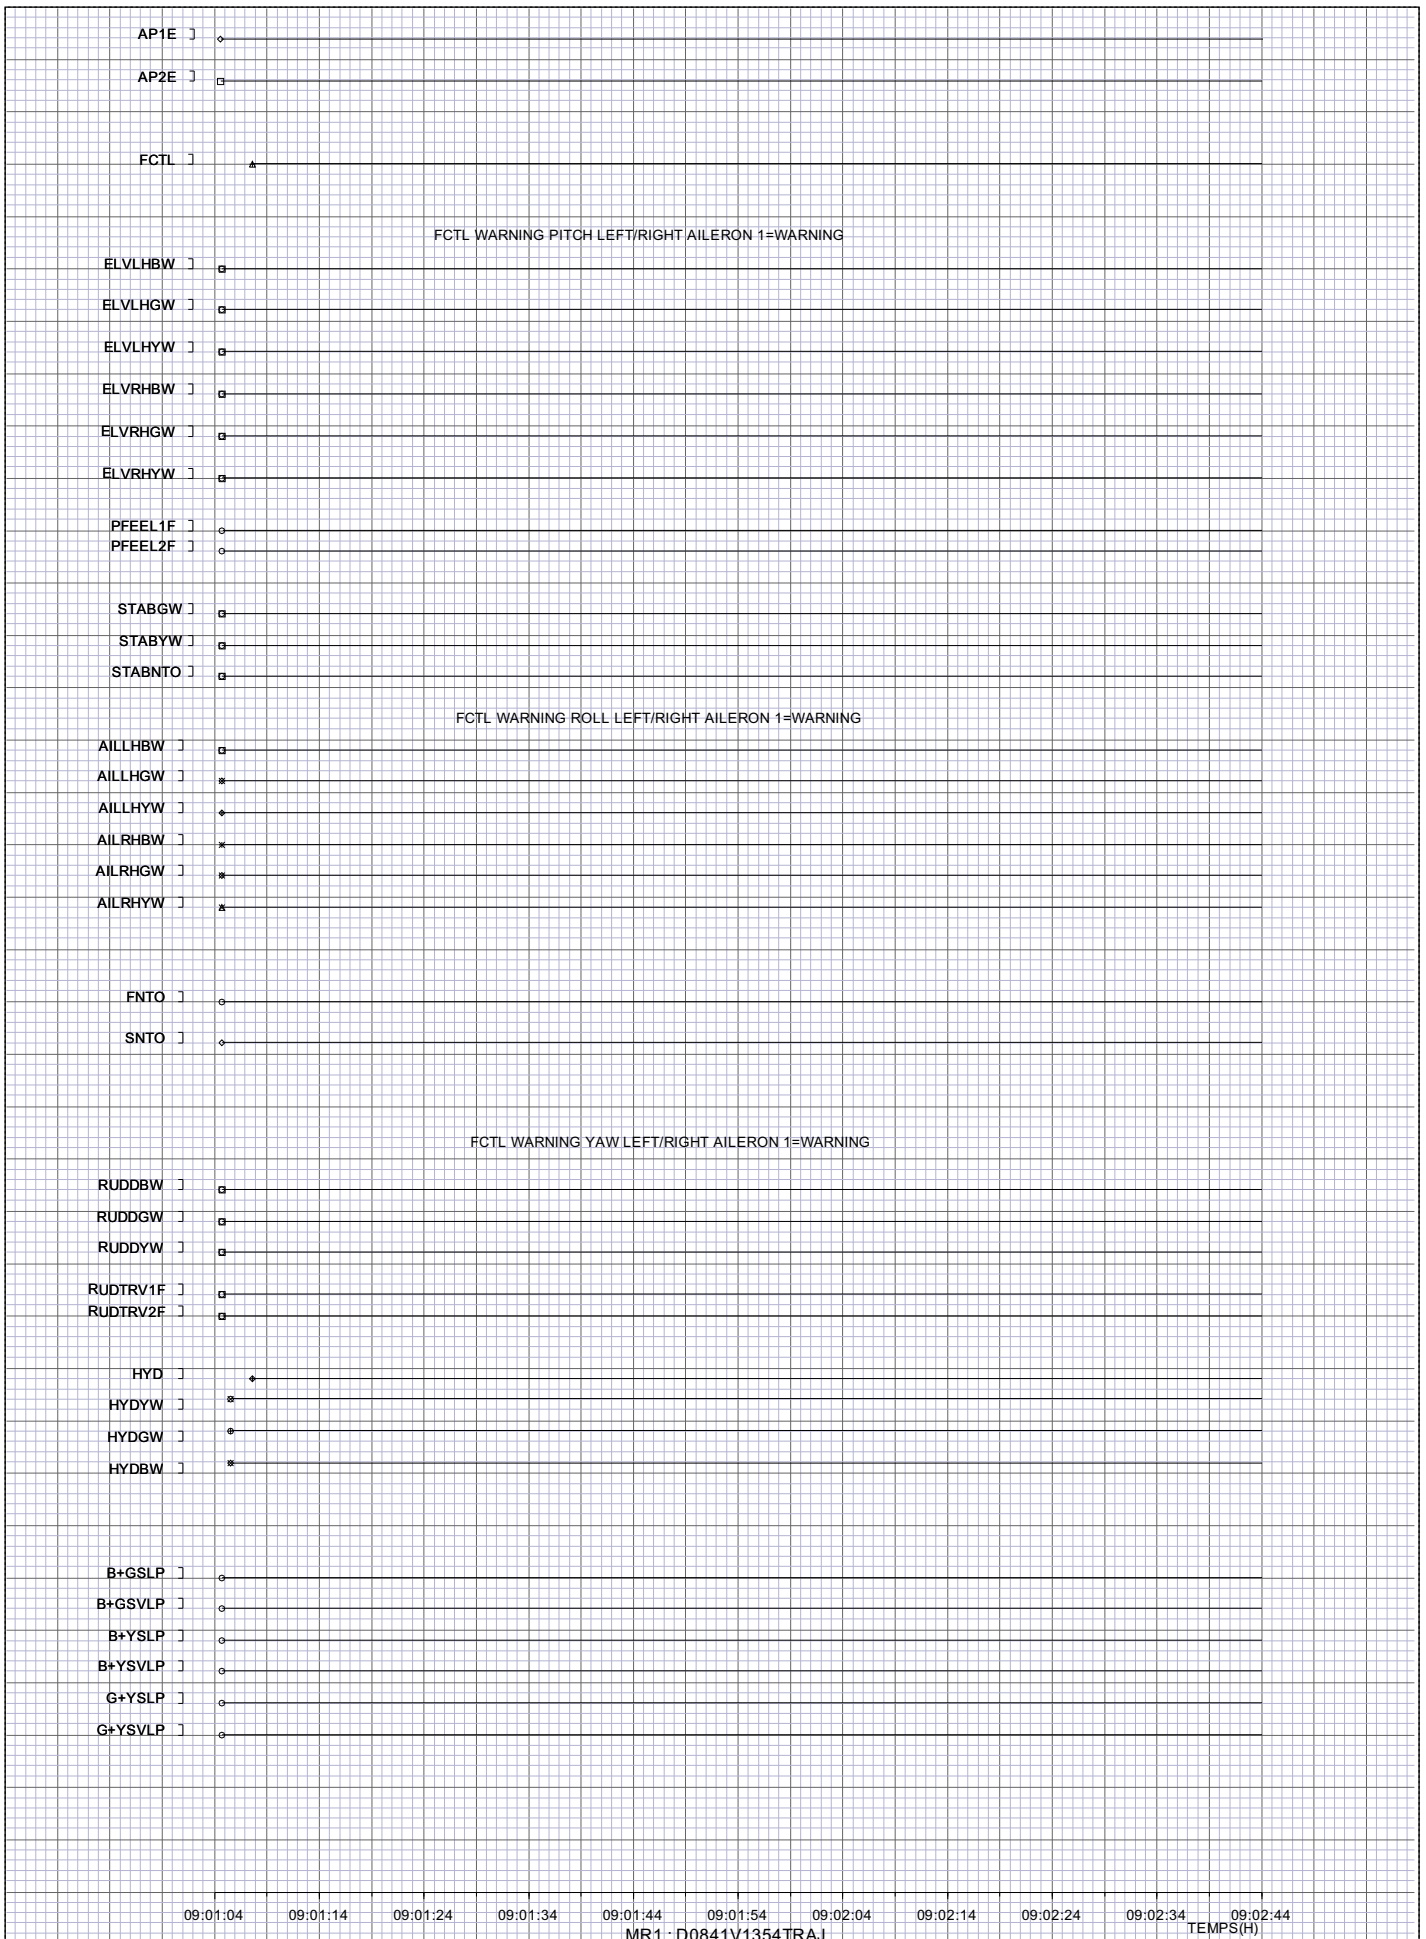 AP1E
AP2E
FCTL
FCTL WARNING PITCH LEFT/RIGHT AILERON 1=WARNING
ELVLHBW
ELVLHGW
ELVLHYW
ELVRHBW
ELVRHGW
ELVRHYW
PFEEL1F
PFEEL2F
STABGW
STABYW
STABNTO
FCTL WARNING ROLL LEFT/RIGHT AILERON 1=WARNING
AILLHBW
AILLHGW
AILLHYW
AILRHBW
AILRHGW
AILRHYW
FNTO
SNTO
FCTL WARNING YAW LEFT/RIGHT AILERON 1=WARNING
RUDDBW
RUDDGW
RUDDYW
RUDTRV1F
RUDTRV2F
HYD
HYDYW
HYDGW
HYDBW
B+GSLP
B+GSVLP
B+YSLP
B+YSVLP
G+YSLP
G+YSVLP
09:01:04 09:01:14 09:01:24 09:01:34 09:01:44 09:01:54 09:02:04 09:02:14 09:02:24 09:02:34 09:02:44
TEMPS(H)
MR1 : D0841V1354TRAJ